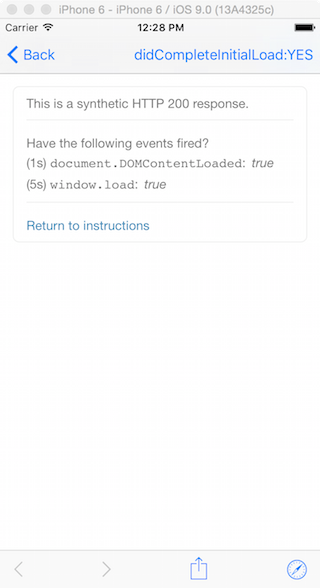 iPhone 6 - iPhone 6 / iOS 9.0 (13A4325c)
Carrier 12:28 PM
Back didCompleteInitialLoad:YES
This is a synthetic HTTP 200 response.
Have the following events fired?
(1s) document.DOMContentLoaded: true
(5s) window.load: true
Return to instructions